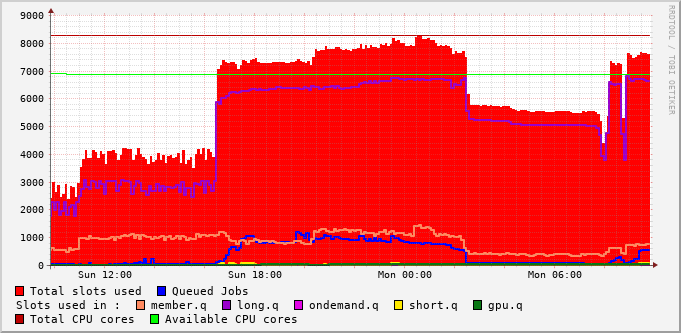 9000
8000
7000
6000
5000
4000
3000
2000
1000
0
Sun 12:00 Sun 18:00 Mon 00:00 Mon 06:00
RRDTOOL / TOBI OETIKER
Total slots used Queued Jobs
Slots used in : member.q long.q ondemand.q short.q gpu.q
Total CPU cores Available CPU cores